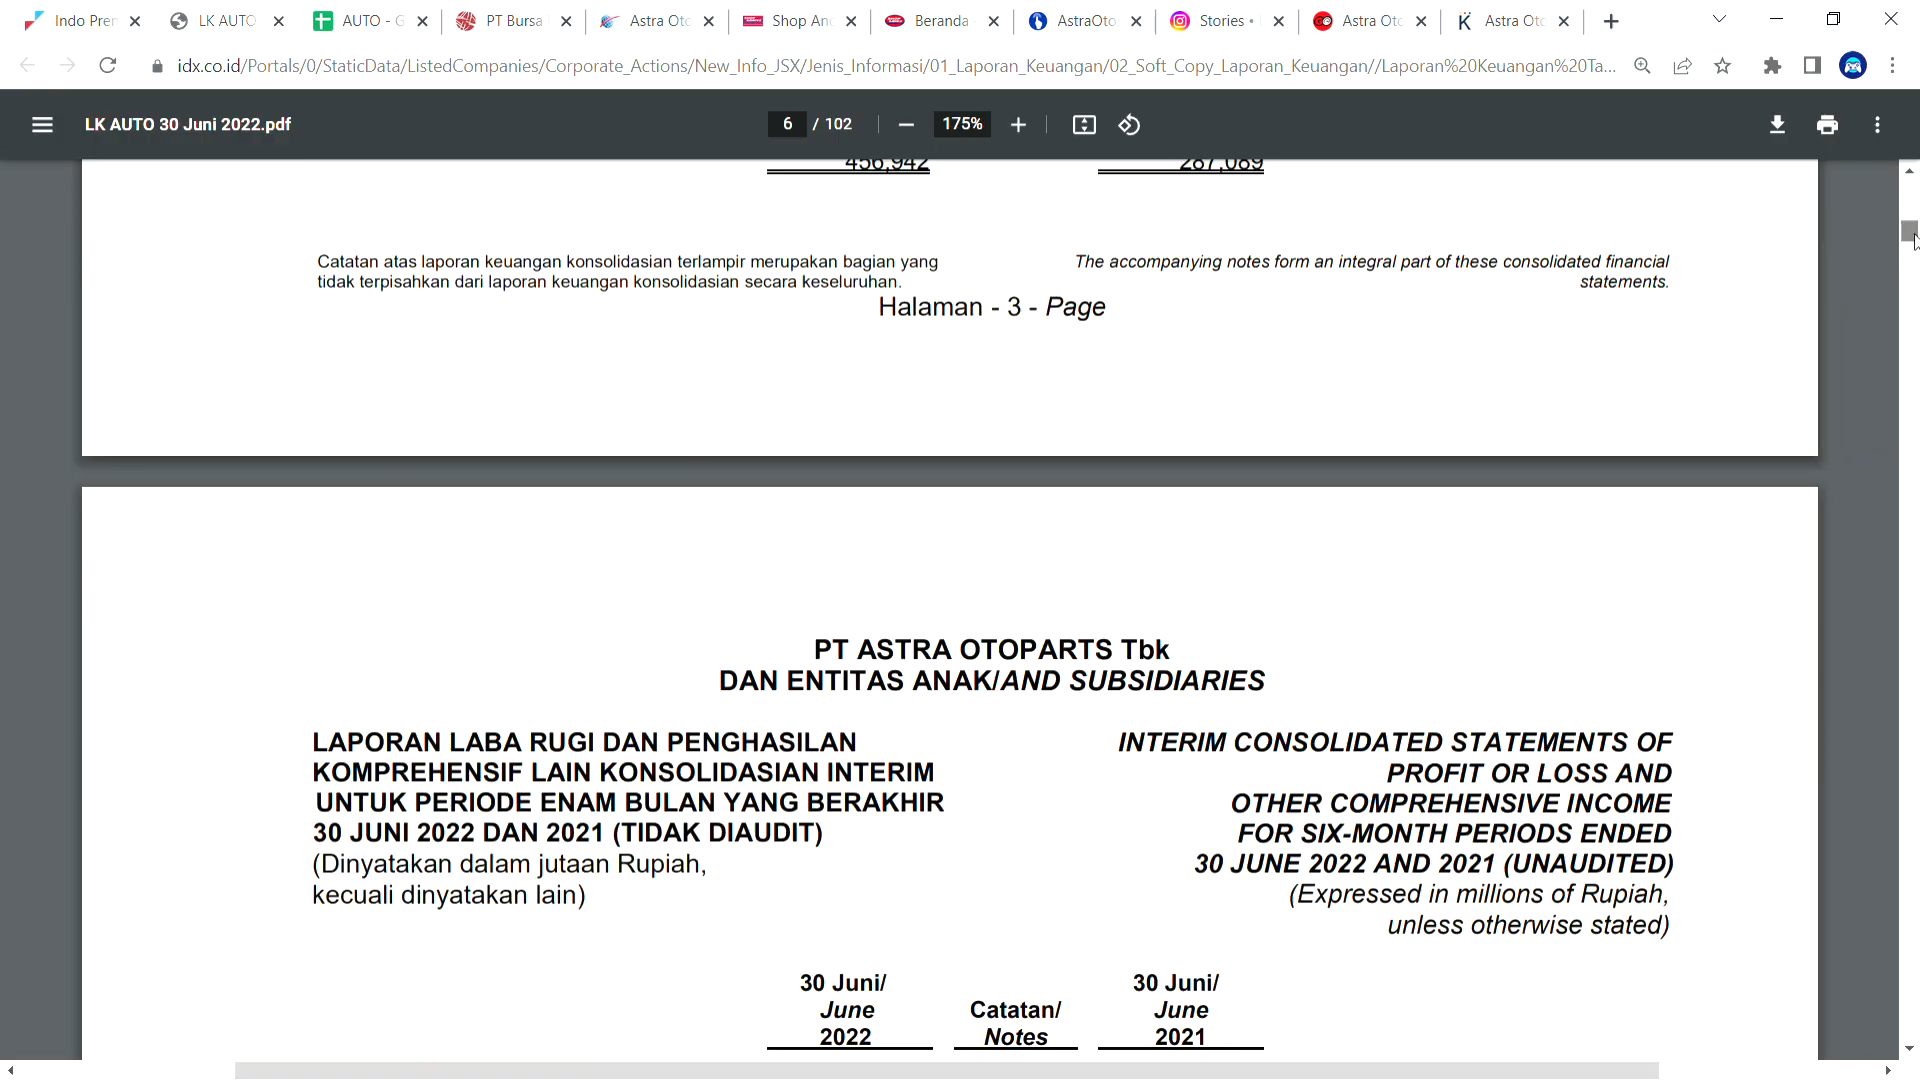 Indo Pren
LK AUTO
AUTO - G
PT Bursa
Astra Oto
Shop An
Beranda
AstraOto
Stories •
Astra Oto
Astra Oto
idx.co.id/Portals/0/StaticData/ListedCompanies/Corporate_Actions/New_Info_JSX/Jenis_Informasi/01_Laporan_Keuangan/02_Soft_Copy_Laporan_Keuangan//Laporan%20Keuangan%20Ta...
LK AUTO 30 Juni 2022.pdf
6 / 102
175%
456,942 287,089
Catatan atas laporan keuangan konsolidasian terlampir merupakan bagian yang
tidak terpisahkan dari laporan keuangan konsolidasian secara keseluruhan.
The accompanying notes form an integral part of these consolidated financial
statements.
Halaman - 3 - Page
PT ASTRA OTOPARTS Tbk
DAN ENTITAS ANAK/AND SUBSIDIARIES
LAPORAN LABA RUGI DAN PENGHASILAN
KOMPREHENSIF LAIN KONSOLIDASIAN INTERIM
UNTUK PERIODE ENAM BULAN YANG BERAKHIR
30 JUNI 2022 DAN 2021 (TIDAK DIAUDIT)
(Dinyatakan dalam jutaan Rupiah,
kecuali dinyatakan lain)
INTERIM CONSOLIDATED STATEMENTS OF
PROFIT OR LOSS AND
OTHER COMPREHENSIVE INCOME
FOR SIX-MONTH PERIODS ENDED
30 JUNE 2022 AND 2021 (UNAUDITED)
(Expressed in millions of Rupiah,
unless otherwise stated)
30 Juni/
June
2022
Catatan/
Notes
30 Juni/
June
2021